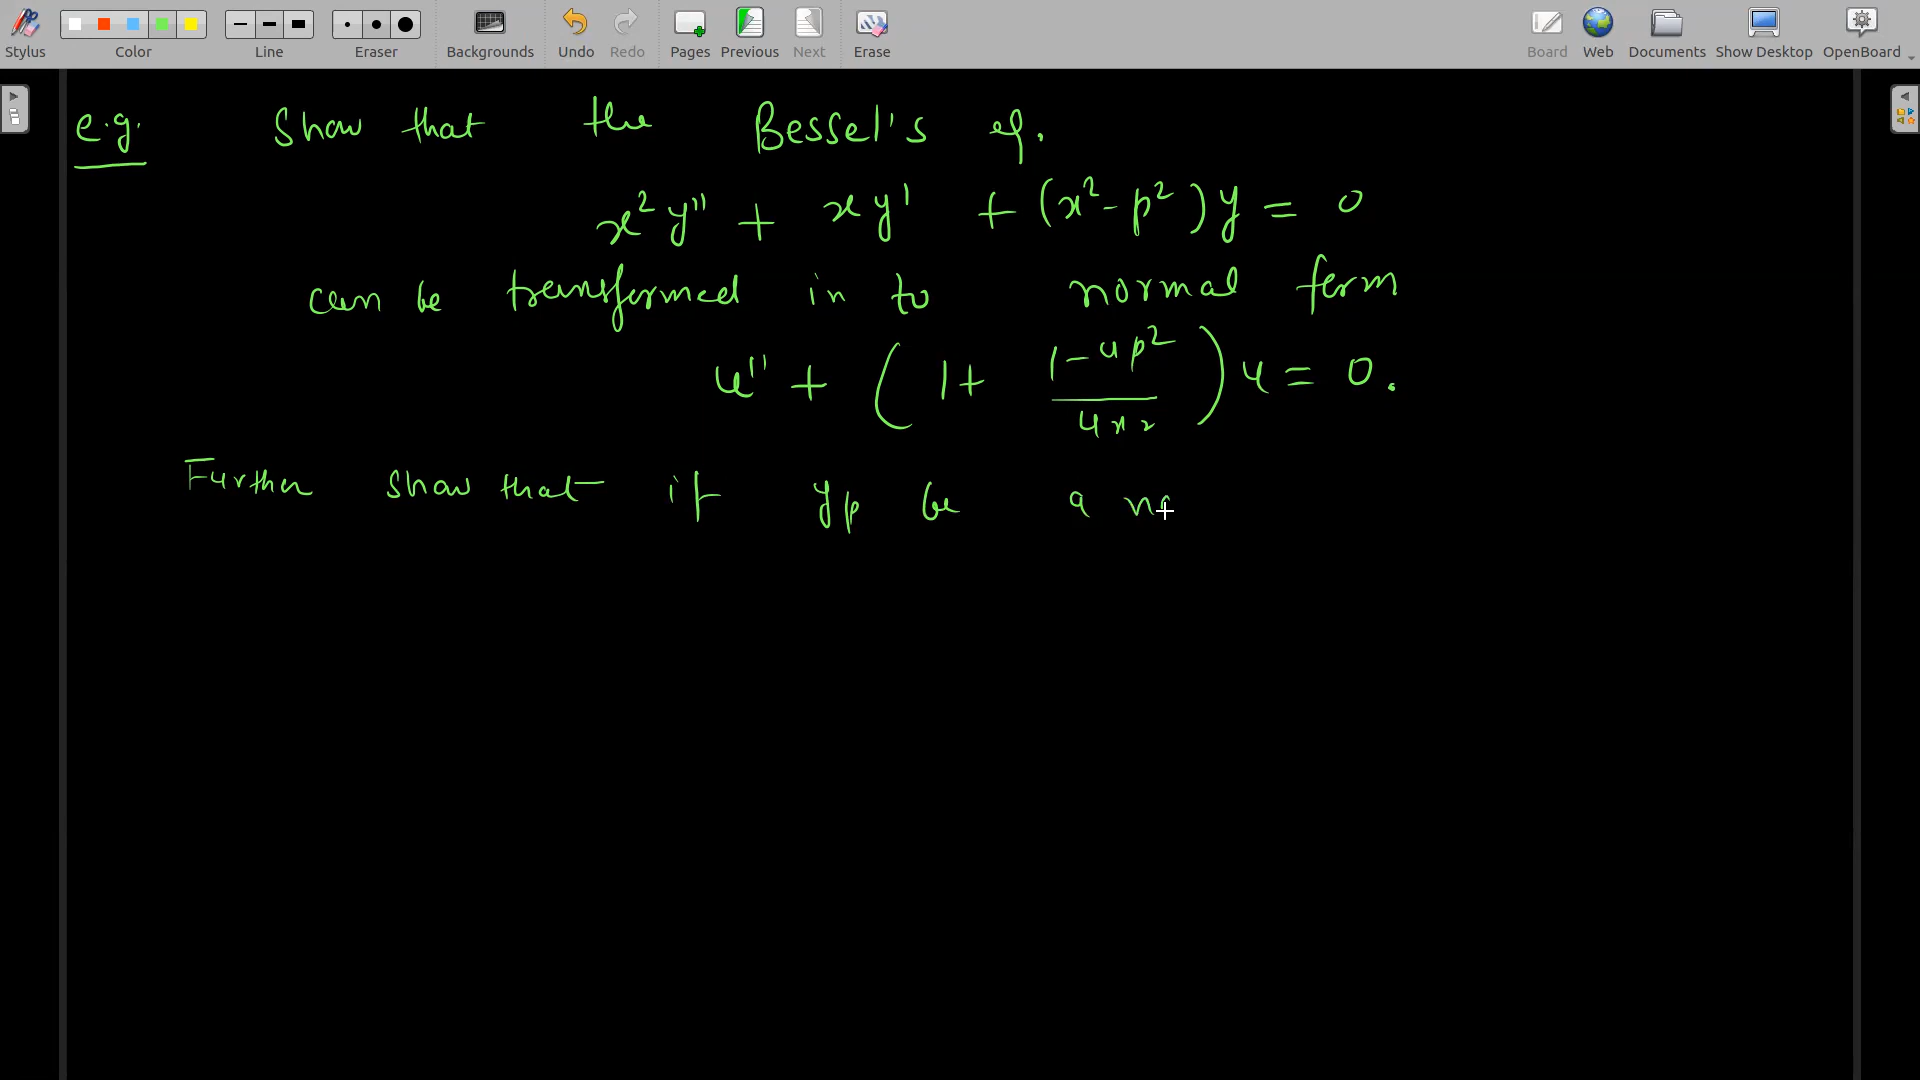 Stylus Color Line Eraser Backgrounds Undo Redo Pages Previous Next Erase Board Web Documents Show Desktop OpenBoard
e.g. Show that the Bessel's eq.
x²y'' + xy' + (x²-p²)y = 0
can be transformed in to normal form
u'' + (1 + (1-4p²)/(4x²))u = 0.
Further show that if yp be a no